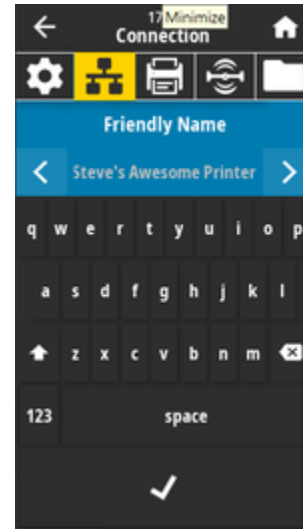 17 Minimize
Connection
Friendly Name
Steve's Awesome Printer
q w e r t y u i o p
a s d f g h j k l
z x c v b n m
123 space